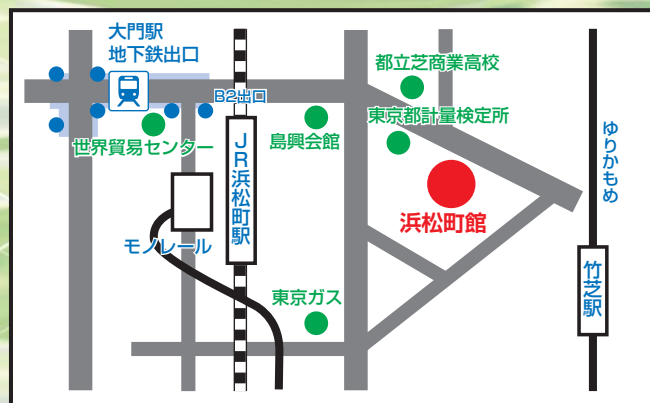 大門駅
地下鉄出口
B2出口
都立芝商業高校
東京都計量検定所
島興会館
世界貿易センター
JR浜松町駅
ゆりかもめ
浜松町館
モノレール
竹芝駅
東京ガス